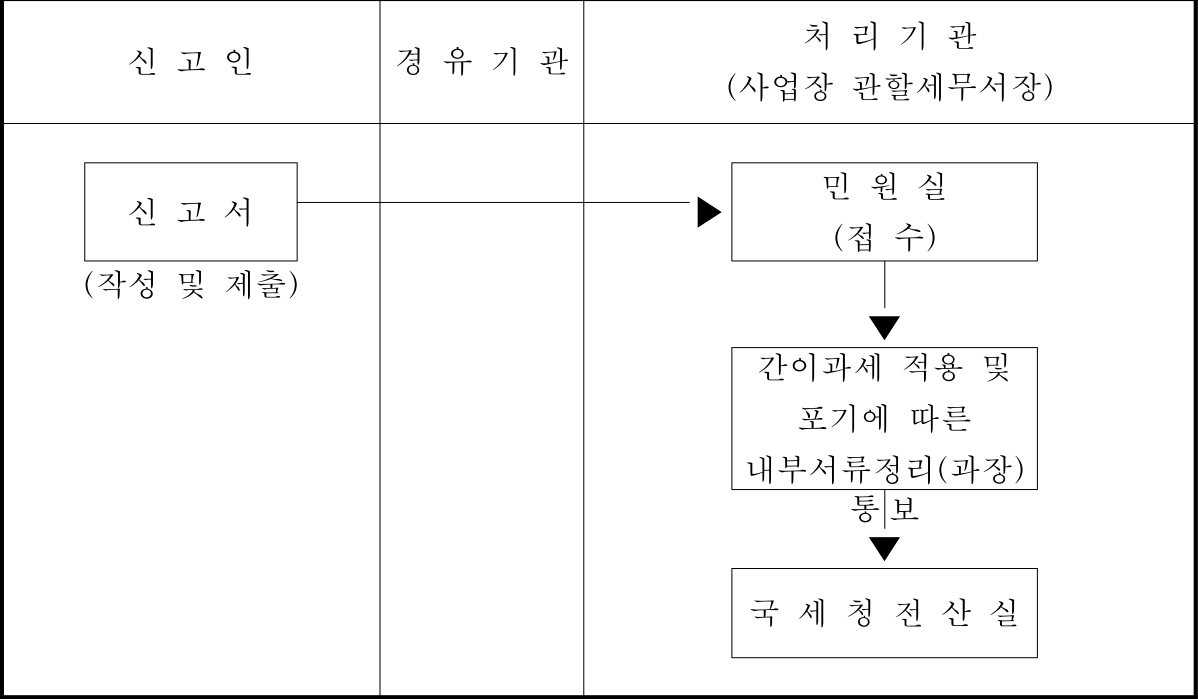 신 고 인
경 유 기 관
처 리 기 관
(사업장 관할세무서장)
신 고 서
(작성 및 제출)
민 원 실
(접 수)
간이과세 적용 및
포기에 따른
내부서류정리(과장)
통 보
국 세 청 전 산 실